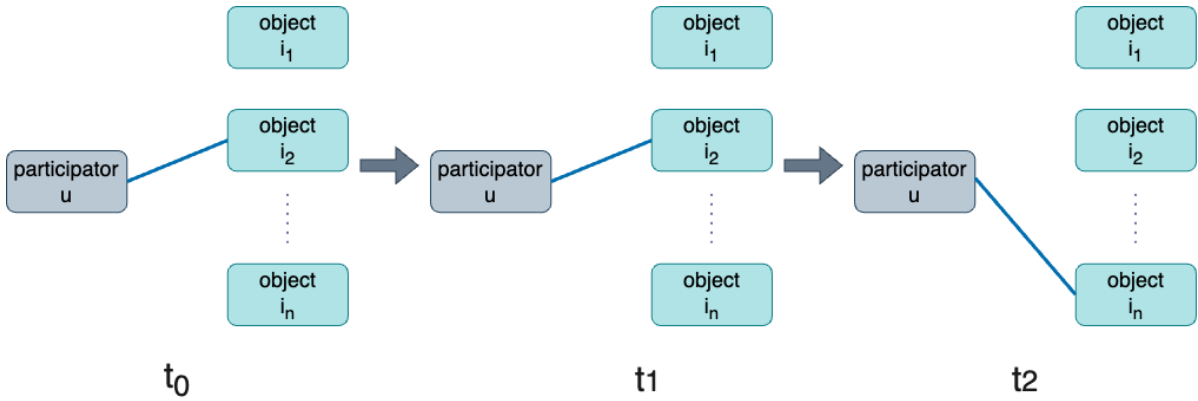 object
i₁
object
i₂
participator
u
object
iₙ
t₀
object
i₁
object
i₂
participator
u
object
iₙ
t1
object
i₁
object
i₂
participator
u
object
iₙ
t2